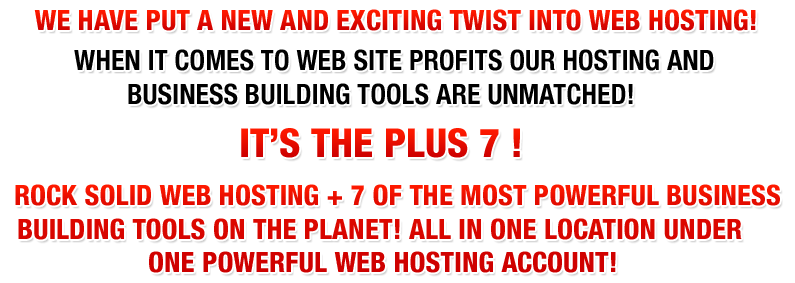 WE HAVE PUT A NEW AND EXCITING TWIST INTO WEB HOSTING!
WHEN IT COMES TO WEB SITE PROFITS OUR HOSTING AND
BUSINESS BUILDING TOOLS ARE UNMATCHED!
IT'S THE PLUS 7 !
ROCK SOLID WEB HOSTING + 7 OF THE MOST POWERFUL BUSINESS
BUILDING TOOLS ON THE PLANET! ALL IN ONE LOCATION UNDER
ONE POWERFUL WEB HOSTING ACCOUNT!